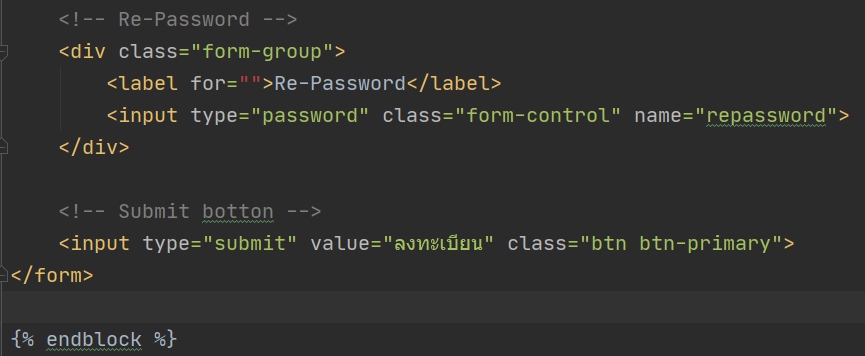 <!-- Re-Password -->
<div class="form-group">
<label for="">Re-Password</label>
<input type="password" class="form-control" name="repassword">
</div>
<!-- Submit botton -->
<input type="submit" value="ลงทะเบียน" class="btn btn-primary">
</form>
{% endblock %}